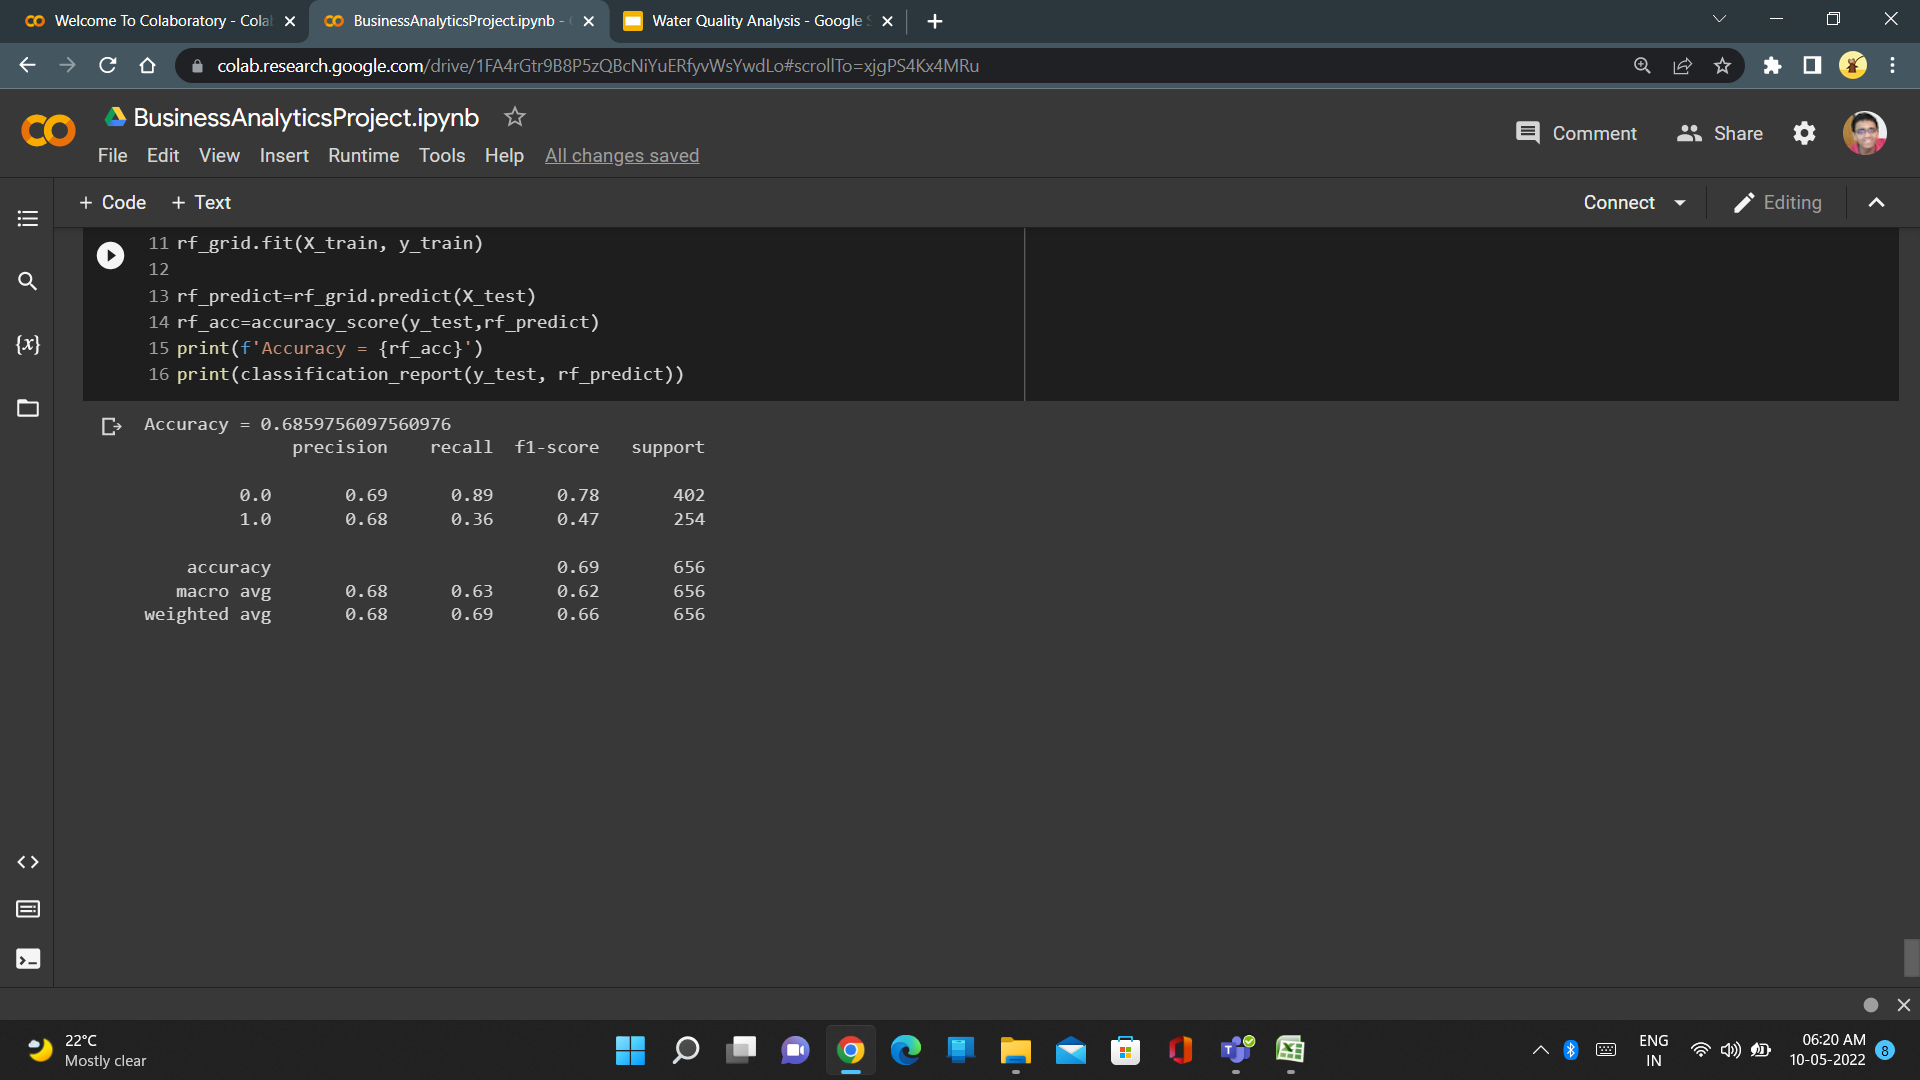 Welcome To Colaboratory - Cola
BusinessAnalyticsProject.ipynb -
Water Quality Analysis - Google
colab.research.google.com/drive/1FA4rGtr9B8P5zQBcNiYuERfyvWsYwdLo#scrollTo=xjgPS4Kx4MRu
BusinessAnalyticsProject.ipynb
Comment Share
File Edit View Insert Runtime Tools Help All changes saved
+ Code + Text Connect Editing
11 rf_grid.fit(X_train, y_train)
12
13 rf_predict=rf_grid.predict(X_test)
14 rf_acc=accuracy_score(y_test,rf_predict)
15 print(f'Accuracy = {rf_acc}')
16 print(classification_report(y_test, rf_predict))
{x}
Accuracy = 0.6859756097560976
precision recall f1-score support
0.0 0.69 0.89 0.78 402
1.0 0.68 0.36 0.47 254
accuracy 0.69 656
macro avg 0.68 0.63 0.62 656
weighted avg 0.68 0.69 0.66 656
22°C
Mostly clear
ENG
IN
06:20 AM
10-05-2022
8